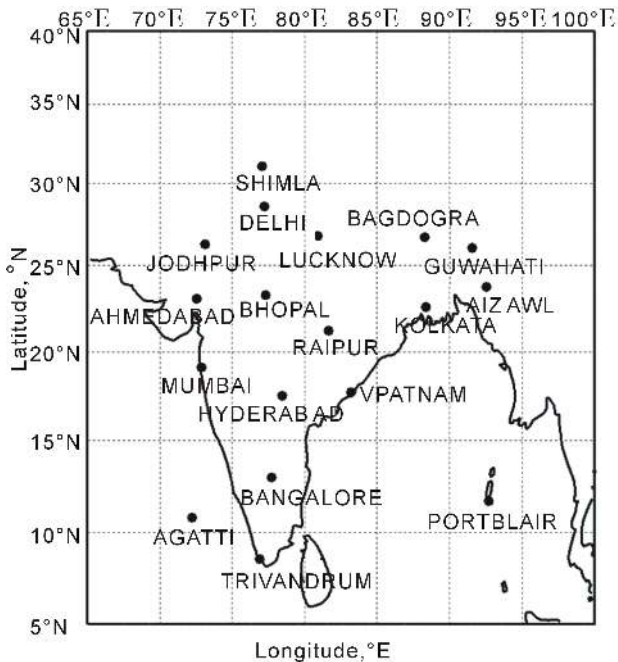 65°E 70°E 75°E 80°E 85°E 90°E 95°E 100°E
40°N
35°N
SHIMLA
30°N
DELHI
BAGDOGRA
JODHPUR
LUCKNOW
GUWAHATI
25°N
AHMEDABAD
BHOPAL
KOLKATA
AIZAWL
RAIPUR
20°N
MUMBAI
HYDERABAD
VPATNAM
15°N
BANGALORE
AGATTI
PORTBLAIR
10°N
TRIVANDRUM
5°N
Latitude,°N
Longitude,°E